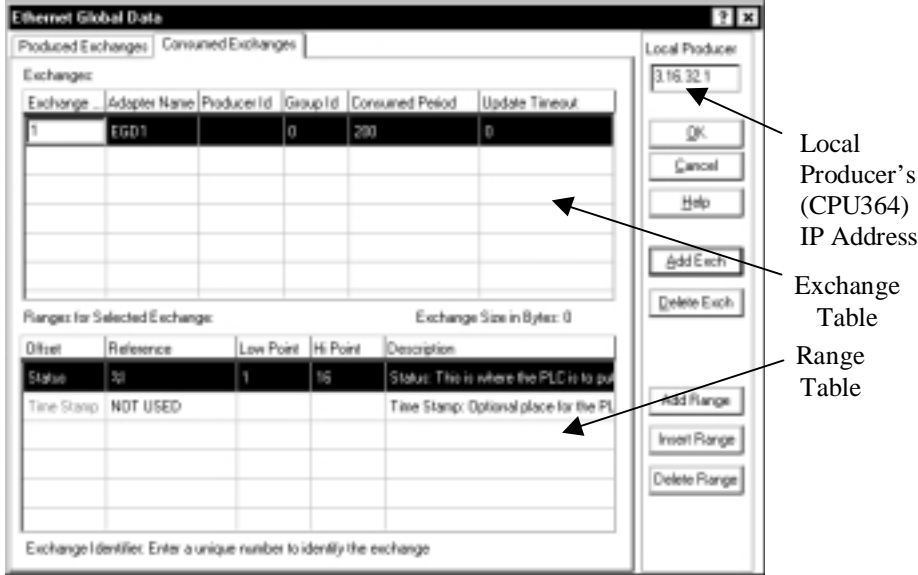 Ethernet Global Data
Produced Exchanges Consumed Exchanges
Local Producer
3.16.32.1
Exchanges:
Exchange ... Adapter Name Producer Id Group Id Consumed Period Update Timeout
1 EGD1 0 200 0
OK
Cancel
Help
Add Exch
Delete Exch
Ranges for Selected Exchange: Exchange Size in Bytes: 0
Offset Reference Low Point Hi Point Description
Status %I 1 16 Status: This is where the PLC is to put
Time Stamp NOT USED Time Stamp: Optional place for the PL
Add Range
Insert Range
Delete Range
Exchange Identifier: Enter a unique number to identify the exchange
Local
Producer’s
(CPU364)
IP Address
Exchange
Table
Range
Table